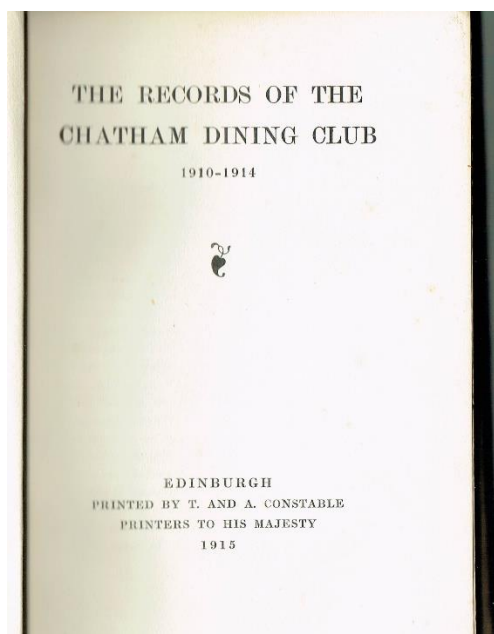 THE RECORDS OF THE
CHATHAM DINING CLUB
1910-1914
EDINBURGH
PRINTED BY T. AND A. CONSTABLE
PRINTERS TO HIS MAJESTY
1915